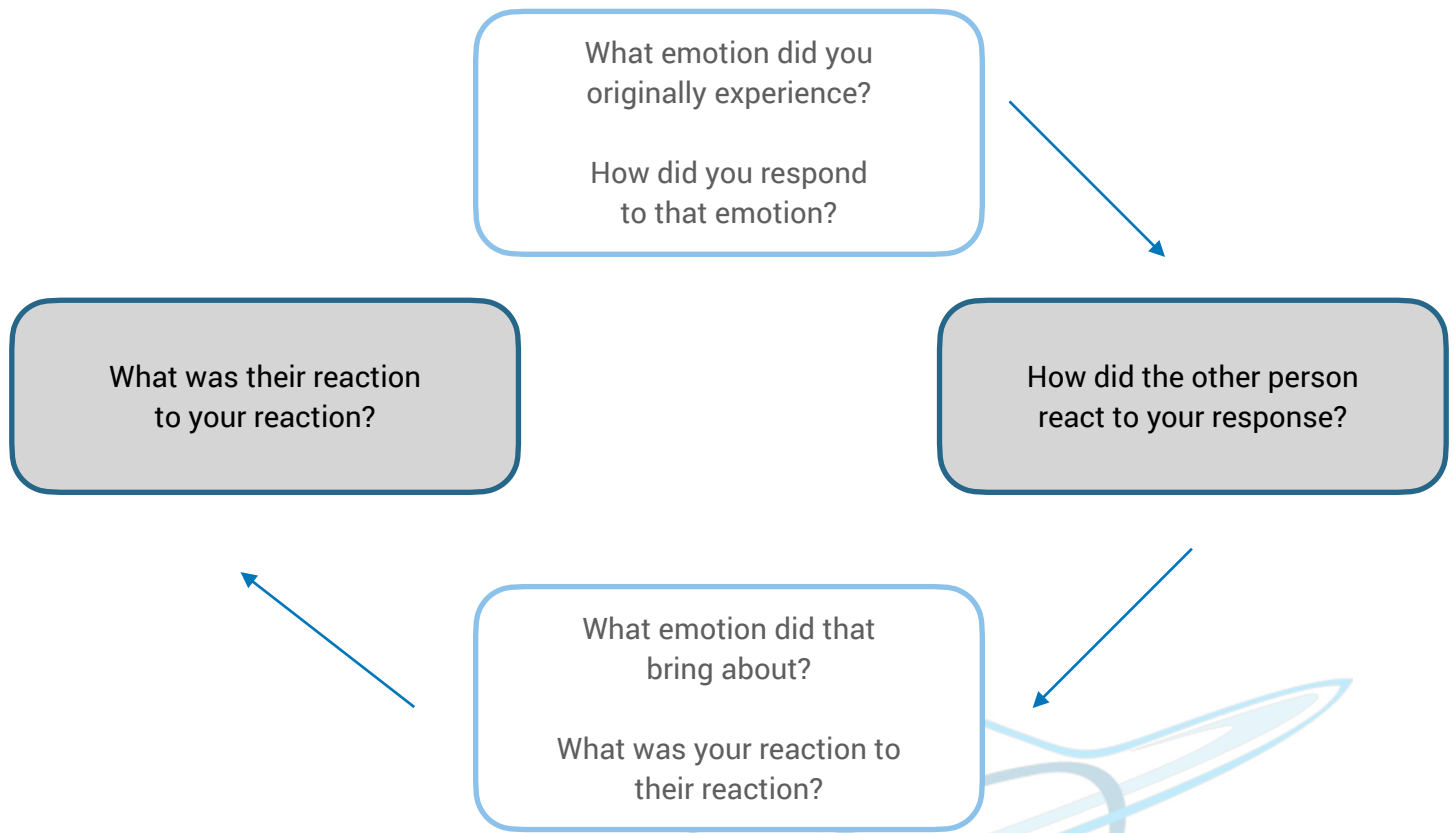 What emotion did you
originally experience?
How did you respond
to that emotion?
How did the other person
react to your response?
What emotion did that
bring about?
What was your reaction to
their reaction?
What was their reaction
to your reaction?